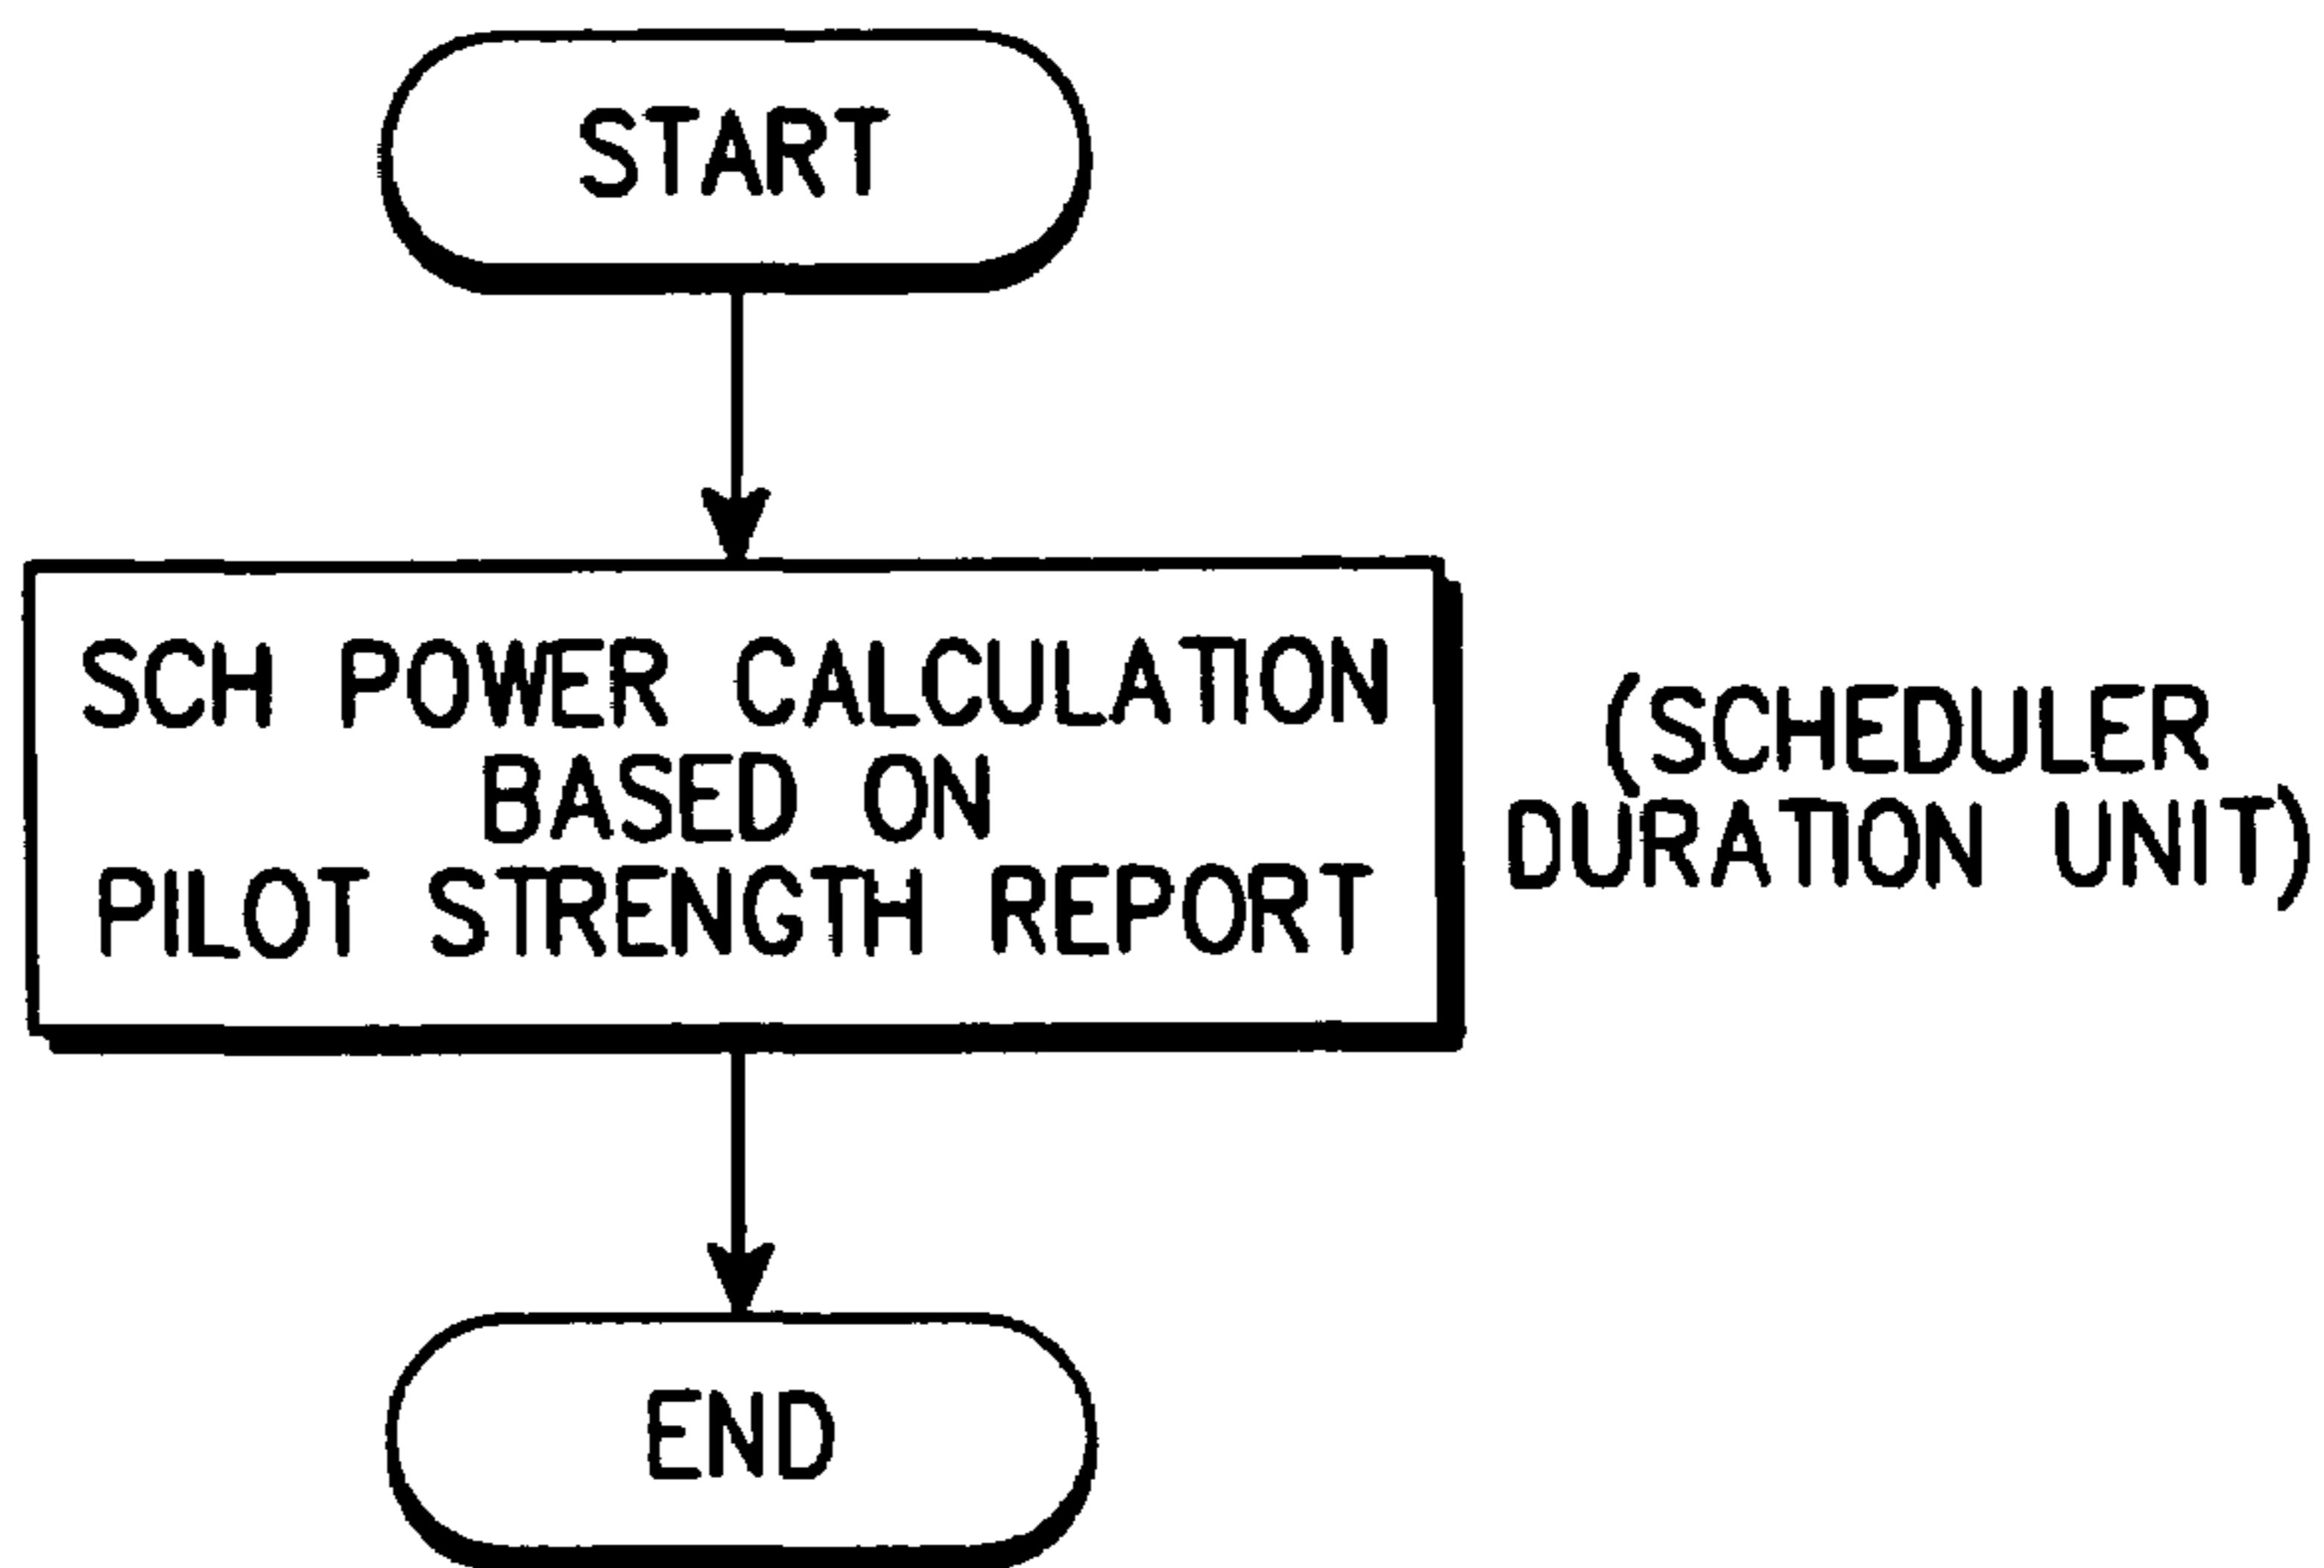 START
SCH POWER CALCULATION
BASED ON
PILOT STRENGTH REPORT
(SCHEDULER
DURATION UNIT)
END